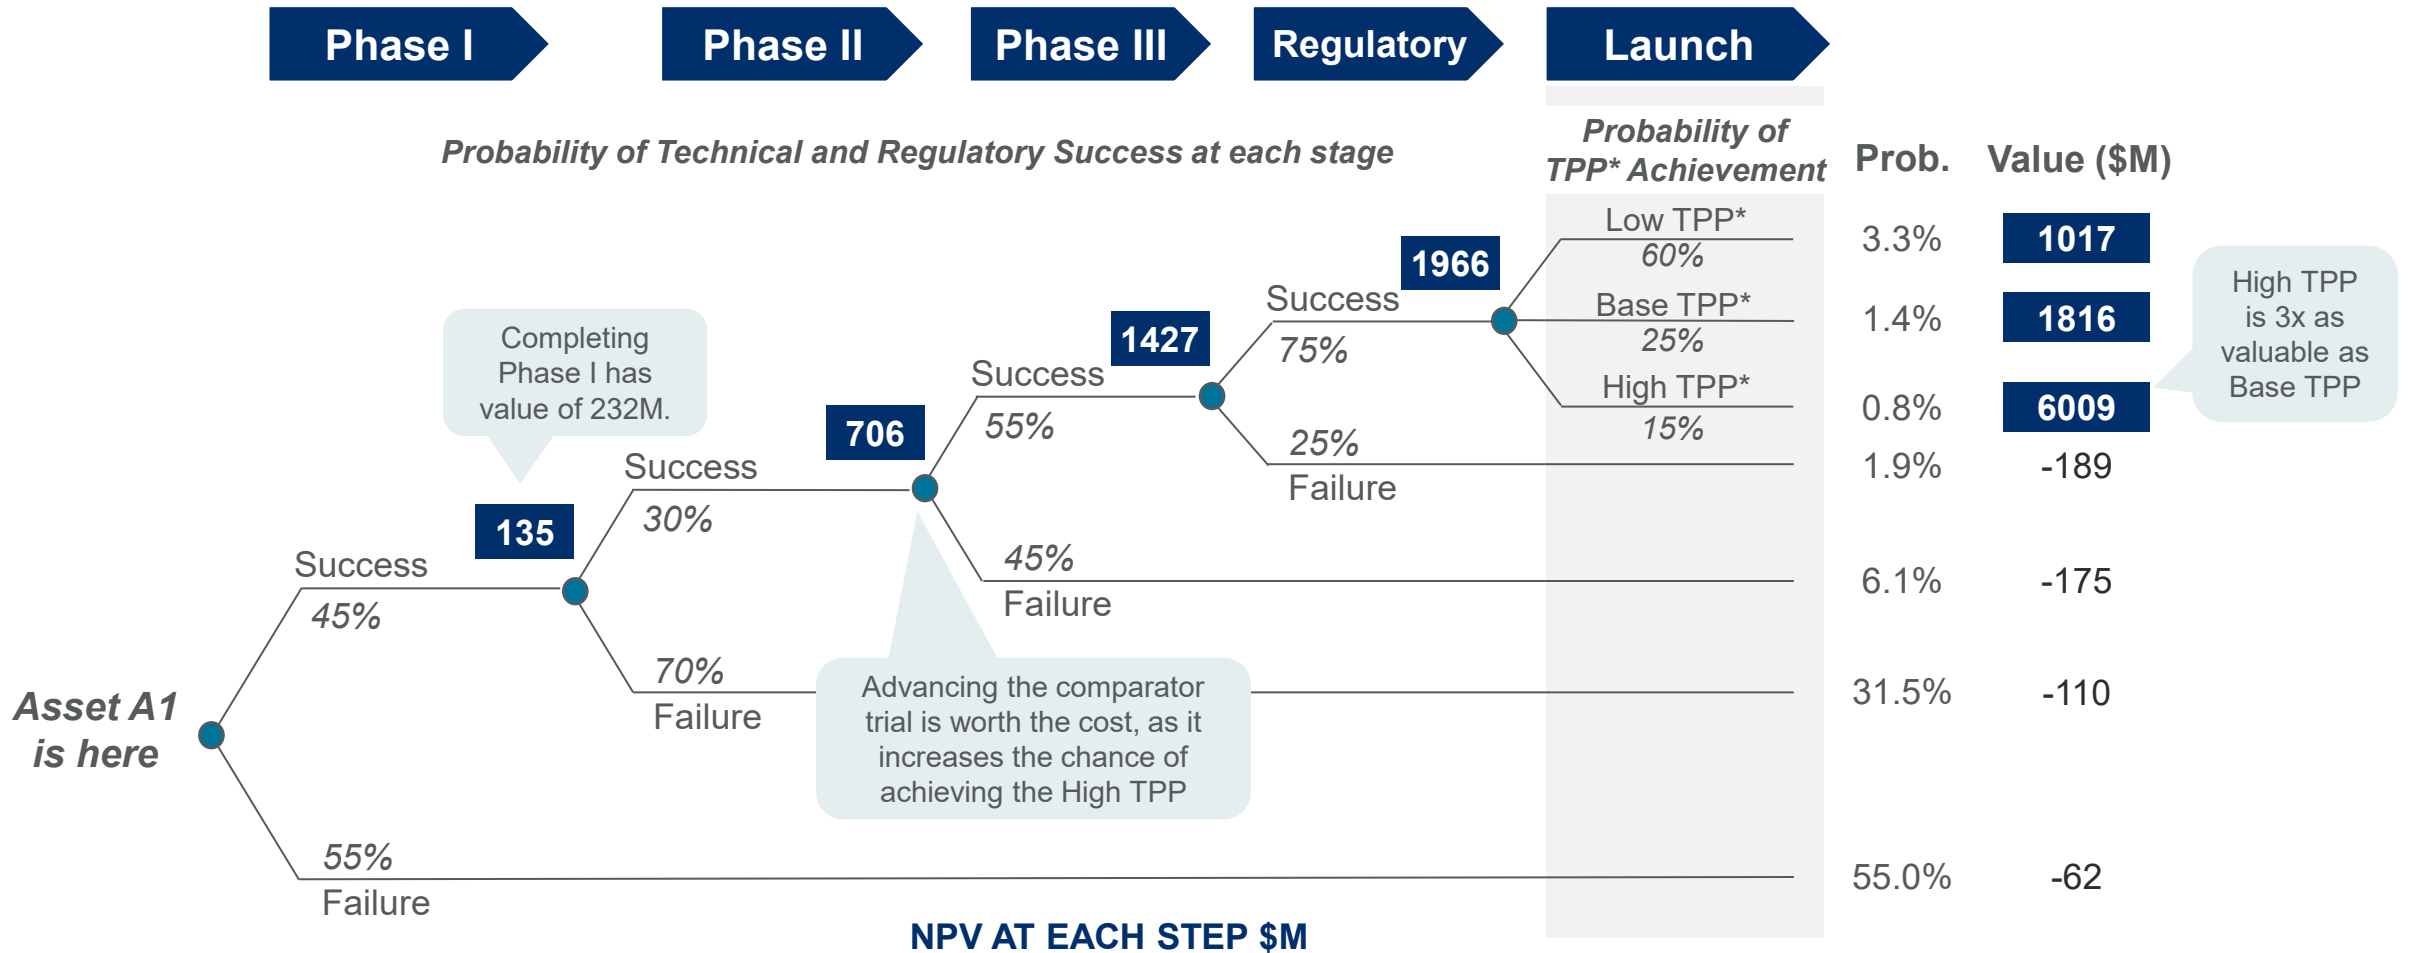 Phase I
Phase II
Phase III
Regulatory
Launch
Probability of Technical and Regulatory Success at each stage
Probability of
TPP* Achievement
Prob.
Value ($M)
Low TPP*
60%
3.3%
1017
1966
Success
75%
Base TPP*
25%
1.4%
1816
High TPP
is 3x as
valuable as
Base TPP
High TPP*
15%
0.8%
6009
Completing
Phase I has
value of 232M.
1427
Success
55%
25%
Failure
1.9%
-189
706
Success
30%
45%
Failure
6.1%
-175
135
Success
45%
70%
Failure
31.5%
-110
Advancing the comparator
trial is worth the cost, as it
increases the chance of
achieving the High TPP
Asset A1
is here
55%
Failure
55.0%
-62
NPV AT EACH STEP $M